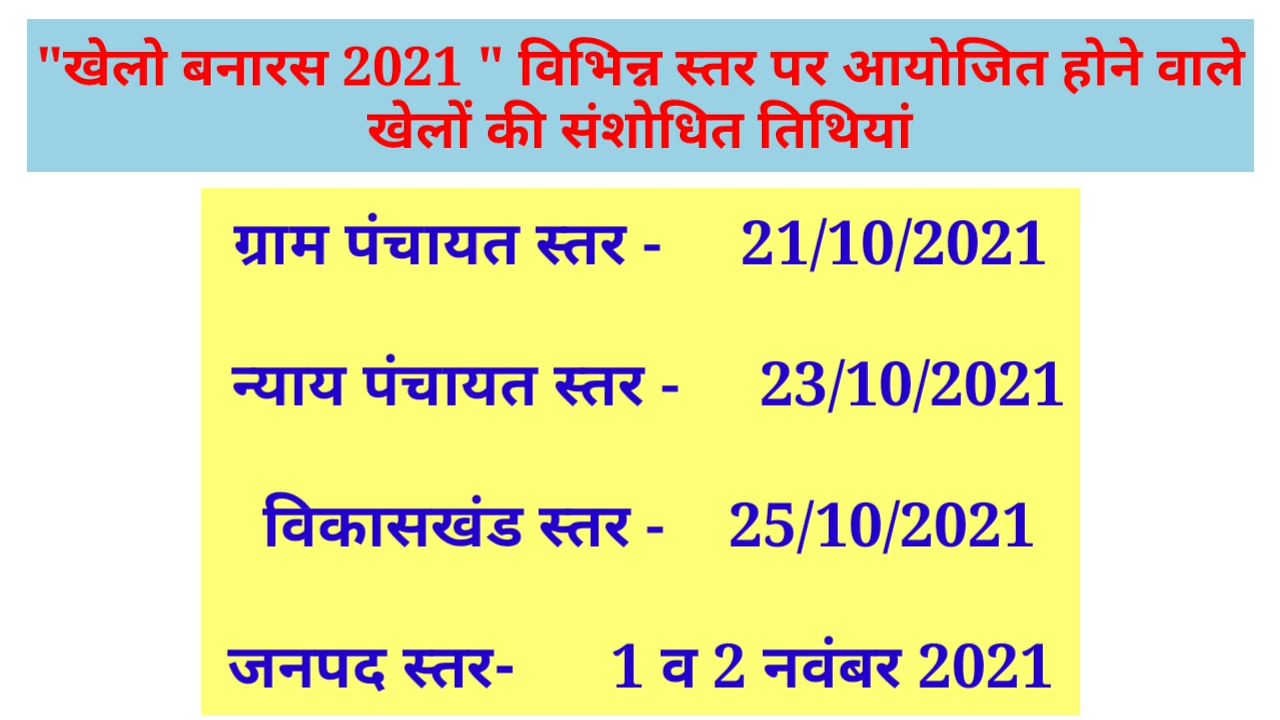 "खेलो बनारस 2021 " विभिन्न स्तर पर आयोजित होने वाले
खेलों की संशोधित तिथियां
ग्राम पंचायत स्तर - 21/10/2021
न्याय पंचायत स्तर - 23/10/2021
विकासखंड स्तर - 25/10/2021
जनपद स्तर- 1 व 2 नवंबर 2021